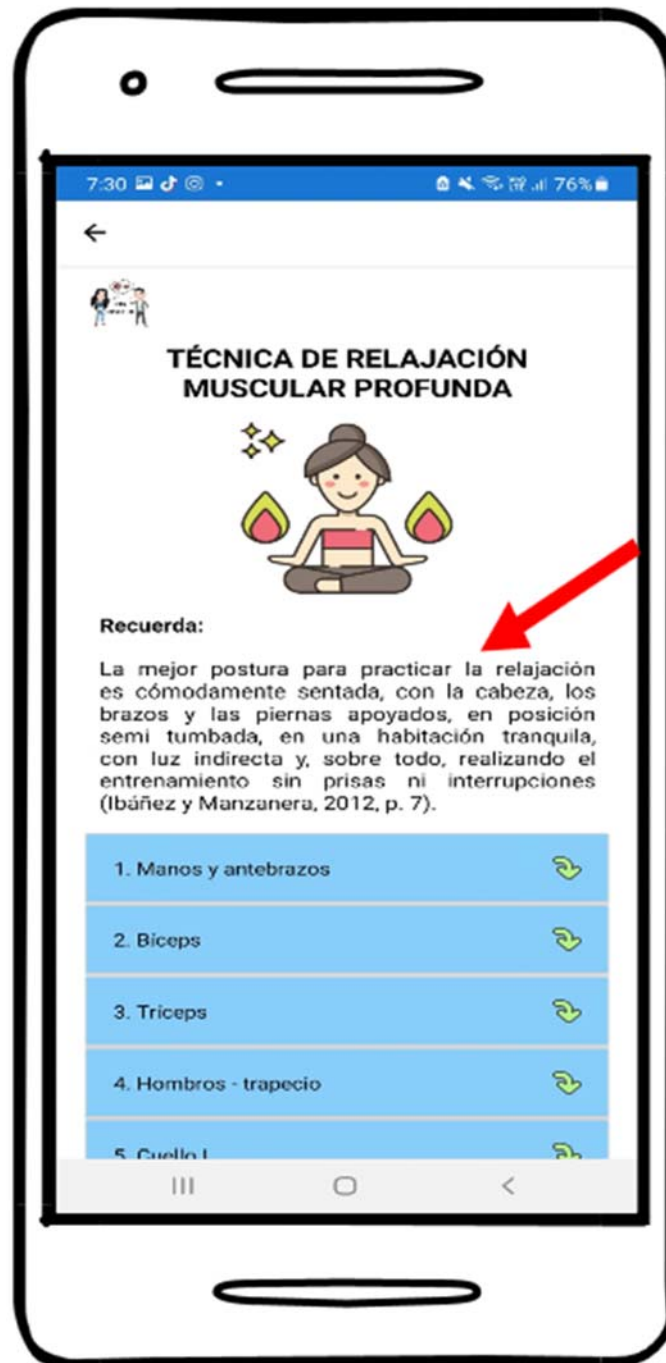 7:30 76%
TÉCNICA DE RELAJACIÓN
MUSCULAR PROFUNDA
Recuerda:
La mejor postura para practicar la relajación
es cómodamente sentada, con la cabeza, los
brazos y las piernas apoyados, en posición
semi tumbada, en una habitación tranquila,
con luz indirecta y, sobre todo, realizando el
entrenamiento sin prisas ni interrupciones
(Ibáñez y Manzanera, 2012, p. 7).
1. Manos y antebrazos
2. Bíceps
3. Tríceps
4. Hombros - trapecio
5. Cuello I